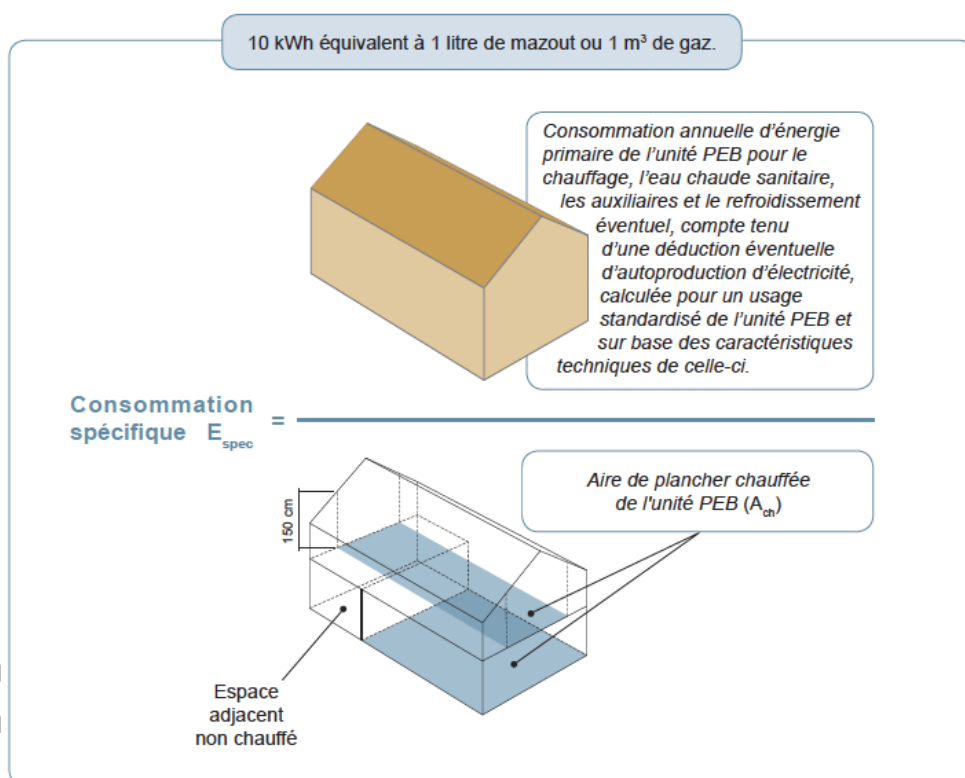 10 kWh équivalent à 1 litre de mazout ou 1 m³ de gaz.
Consommation annuelle d'énergie
primaire de l'unité PEB pour le
chauffage, l'eau chaude sanitaire,
les auxiliaires et le refroidissement
éventuel, compte tenu
d'une déduction éventuelle
d'autoproduction d'électricité,
calculée pour un usage
standardisé de l'unité PEB et
sur base des caractéristiques
techniques de celle-ci.
Consommation
spécifique E_spec =
Aire de plancher chauffée
de l'unité PEB (A_ch)
150 cm
Espace
adjacent
non chauffé